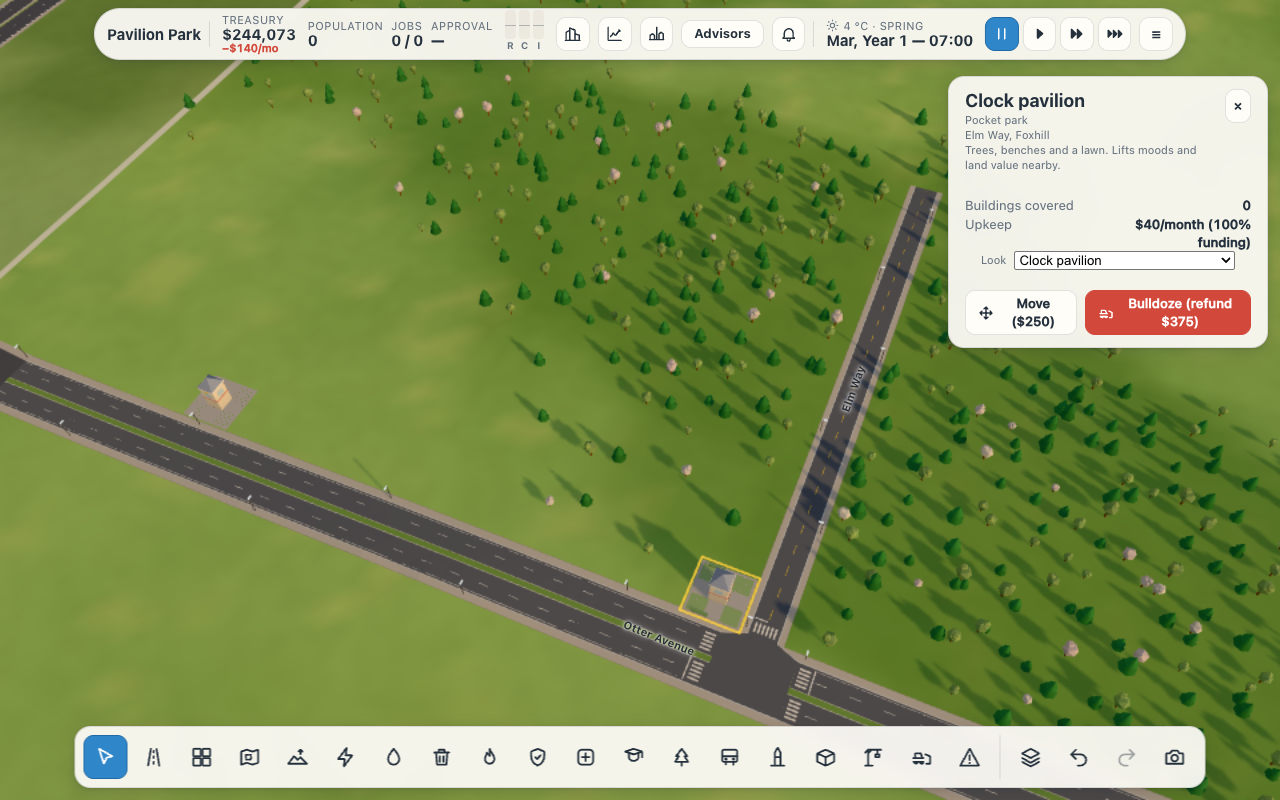 Pavilion Park
TREASURY
$244,073
−$140/mo
POPULATION
0
JOBS
0 / 0
APPROVAL
—
R C I
Advisors
4 °C · SPRING
Mar, Year 1 — 07:00
Clock pavilion
×
Pocket park
Elm Way, Foxhill
Trees, benches and a lawn. Lifts moods and
land value nearby.
Buildings covered 0
Upkeep $40/month (100%
funding)
Look Clock pavilion
Move
($250)
Bulldoze (refund
$375)
Elm Way
Otter Avenue